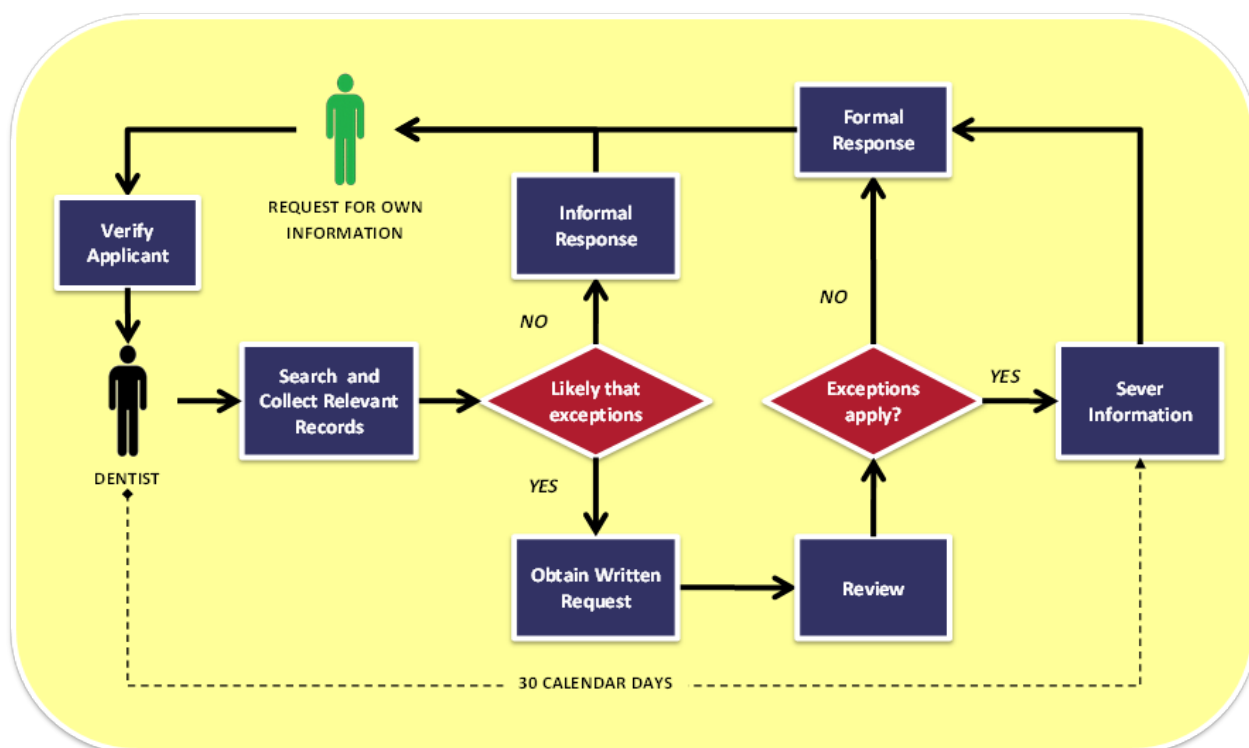 REQUEST FOR OWN
INFORMATION
Verify
Applicant
DENTIST
Search and
Collect Relevant
Records
Likely that
exceptions
NO
Informal
Response
YES
Obtain Written
Request
Review
Exceptions
apply?
NO
Formal
Response
YES
Sever
Information
30 CALENDAR DAYS